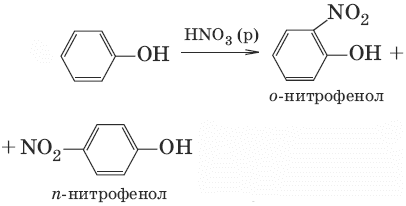 OH
HNO₃ (р)
NO₂
OH +
о-нитрофенол
+ NO₂
OH
п-нитрофенол